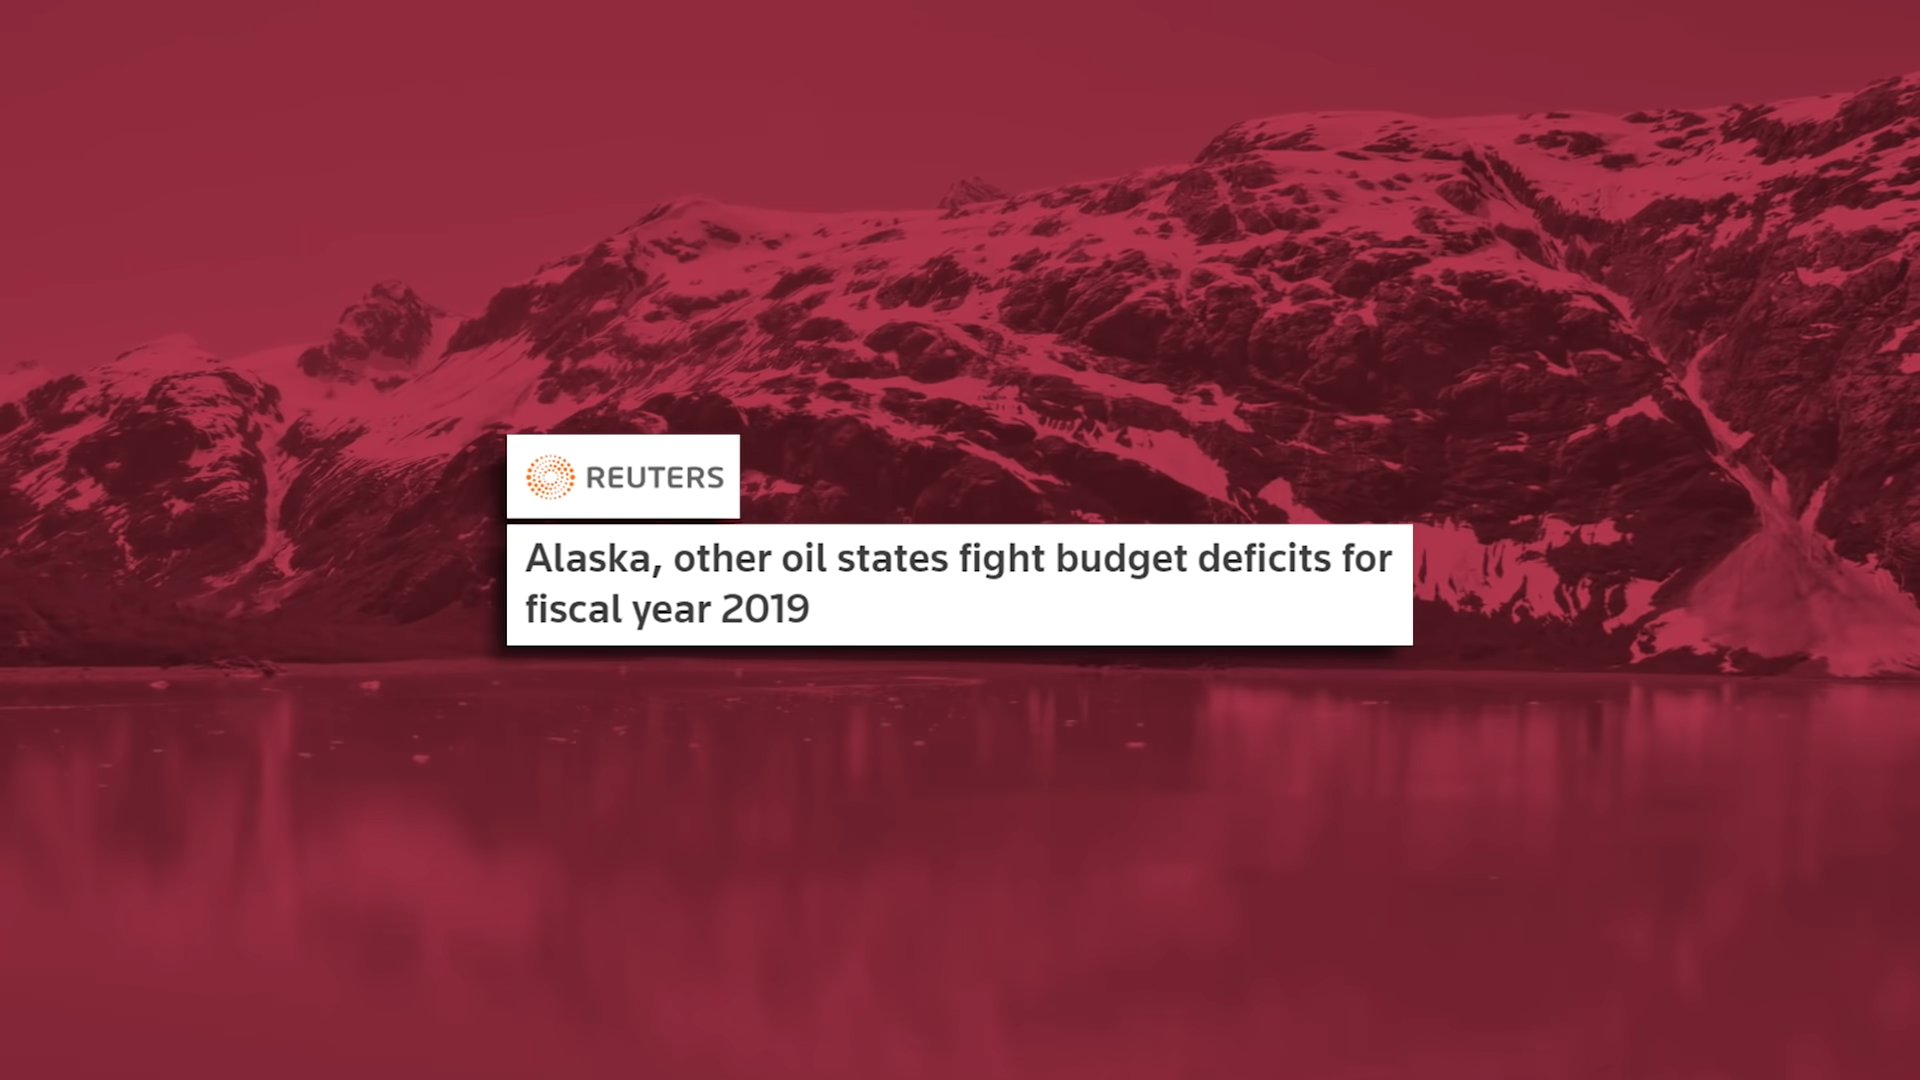 REUTERS
Alaska, other oil states fight budget deficits for
fiscal year 2019